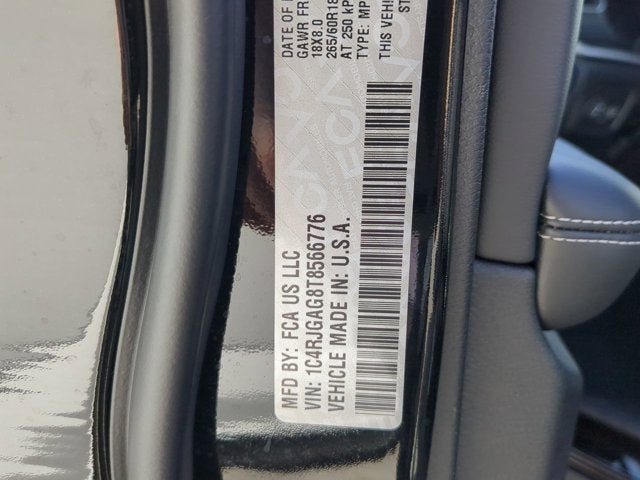 MFD BY: FCA US LLC
DATE OF
GAWR FR
18X8.0
265/60R18
AT 250 kP
VIN: 1C4RJGAG8T8566776
TYPE: MP
VEHICLE MADE IN: U.S.A.
THIS VEHI
ST